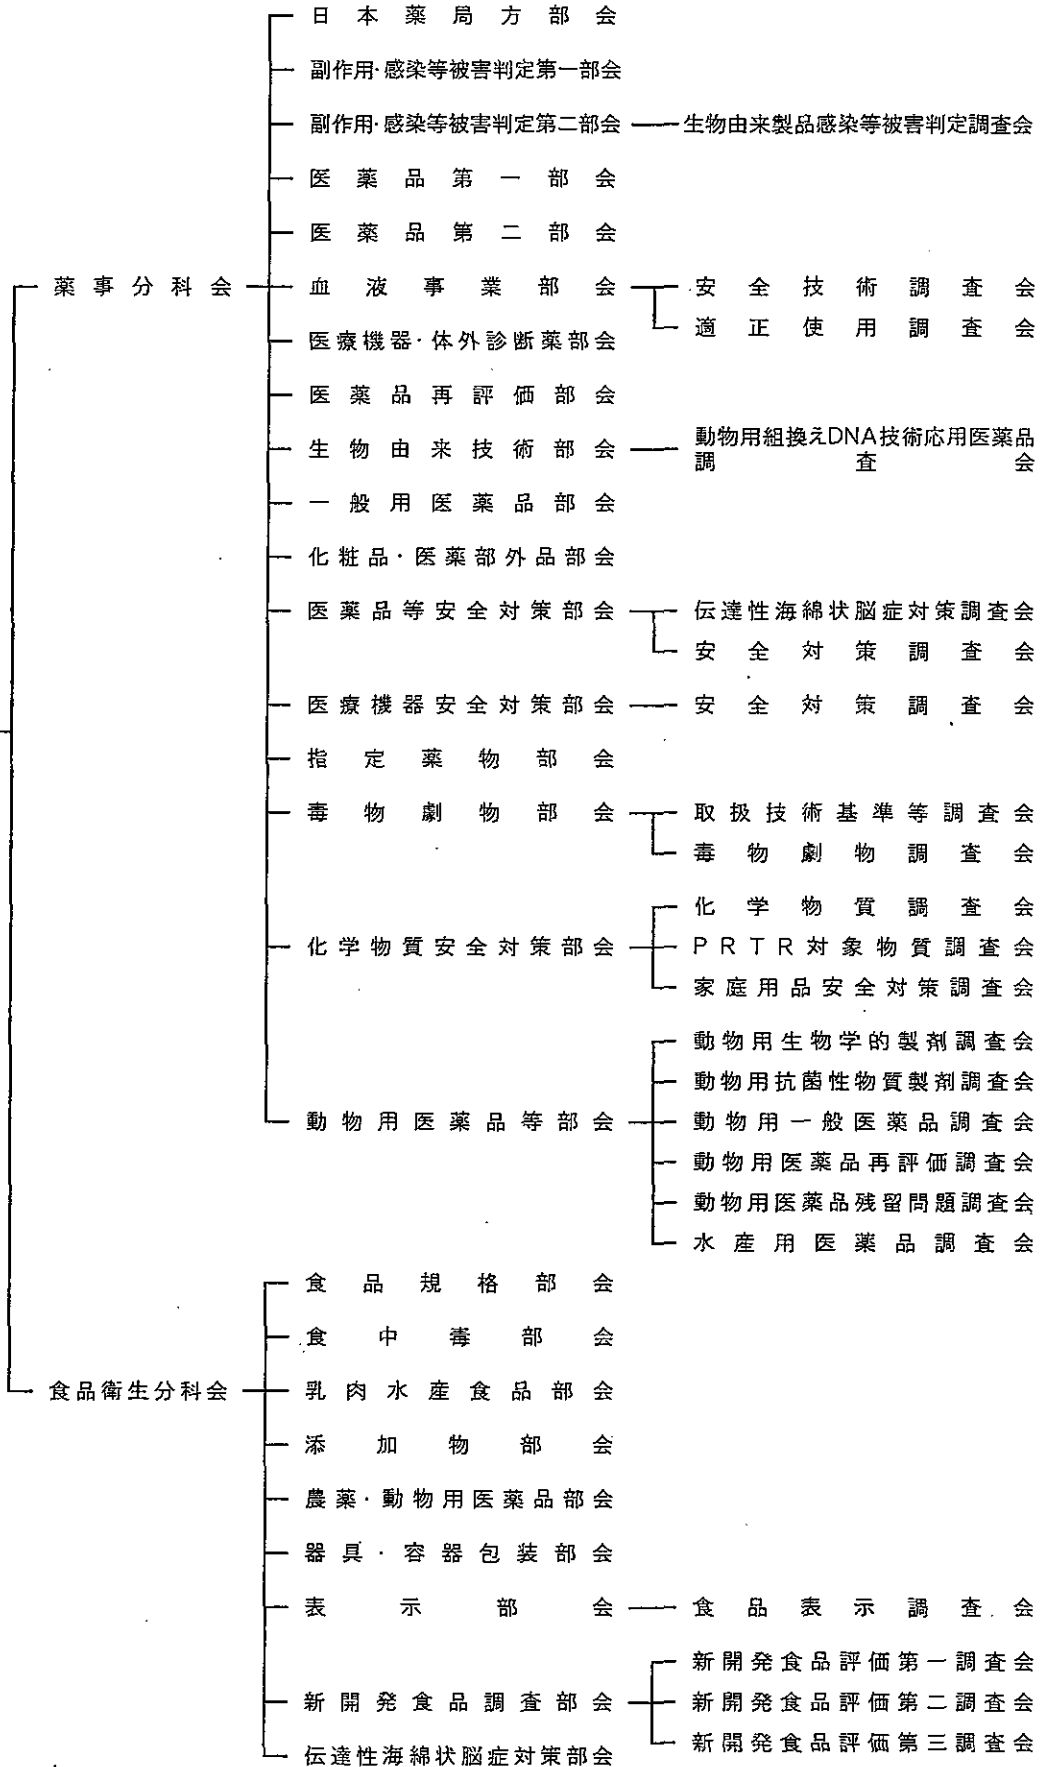 日本薬局方部会
副作用・感染等被害判定第一部会
副作用・感染等被害判定第二部会 生物由来製品感染等被害判定調査会
医薬品第一部会
医薬品第二部会
薬事分科会 血液事業部会 安全技術調査会
適正使用調査会
医療機器・体外診断薬部会
医薬品再評価部会
生物由来技術部会 動物用組換えDNA技術応用医薬品
調査会
一般用医薬品部会
化粧品・医薬部外品部会
医薬品等安全対策部会 伝達性海綿状脳症対策調査会
安全対策調査会
医療機器安全対策部会 安全対策調査会
指定薬物部会
毒物劇物部会 取扱技術基準等調査会
毒物劇物調査会
化学物質調査会
化学物質安全対策部会 PRTR対象物質調査会
家庭用品安全対策調査会
動物用生物学的製剤調査会
動物用抗菌性物質製剤調査会
動物用医薬品等部会 動物用一般医薬品調査会
動物用医薬品再評価調査会
動物用医薬品残留問題調査会
水産用医薬品調査会
食品規格部会
食中毒部会
食品衛生分科会 乳肉水産食品部会
添加物部会
農薬・動物用医薬品部会
器具・容器包装部会
表示部会 食品表示調査会
新開発食品評価第一調査会
新開発食品調査部会 新開発食品評価第二調査会
新開発食品評価第三調査会
伝達性海綿状脳症対策部会